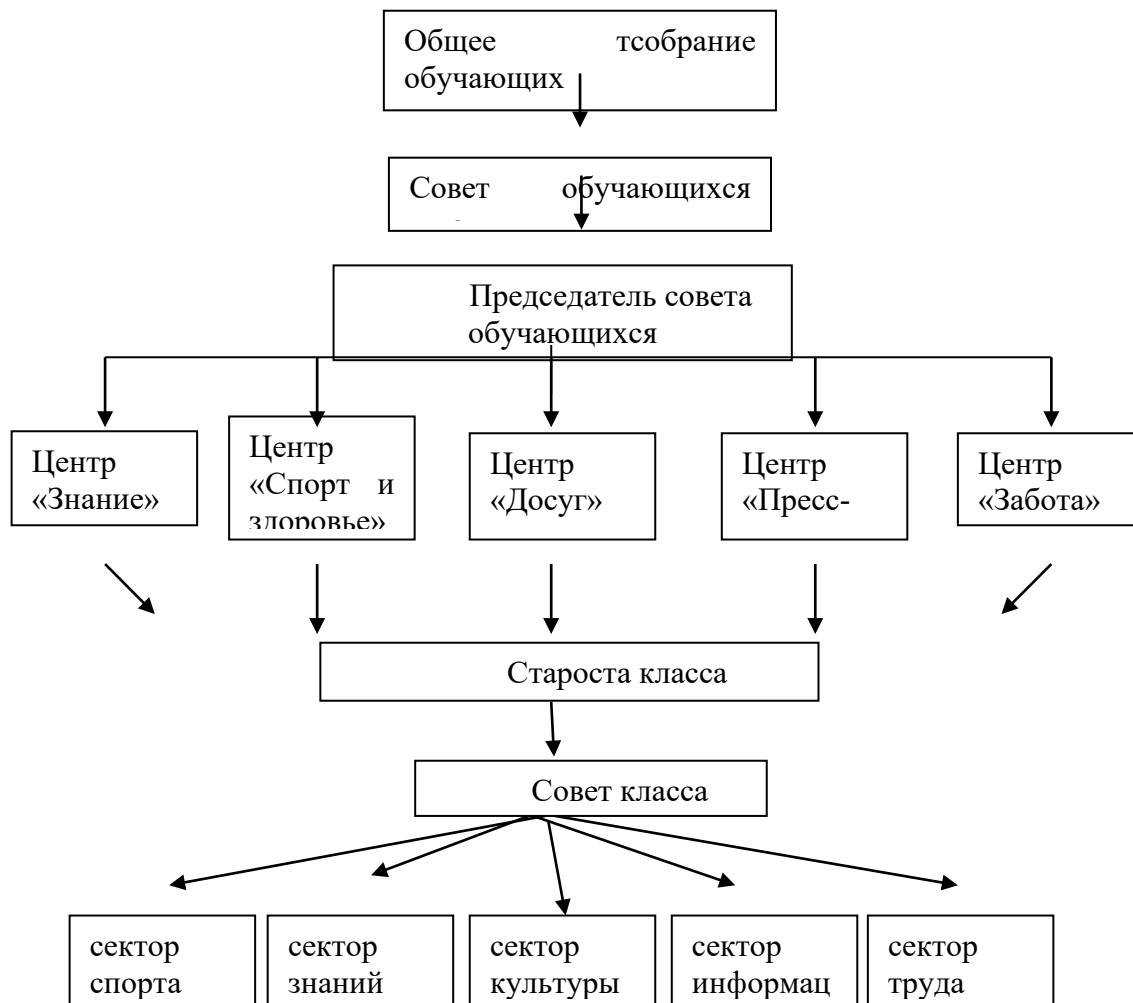 Общее тсобрание
обучающих
Совет обучающихся
Председатель совета
обучающихся
Центр
«Знание»
Центр
«Спорт и
здоровье»
Центр
«Досуг»
Центр
«Пресс-
Центр
«Забота»
Староста класса
Совет класса
сектор
спорта
сектор
знаний
сектор
культуры
сектор
информац
сектор
труда